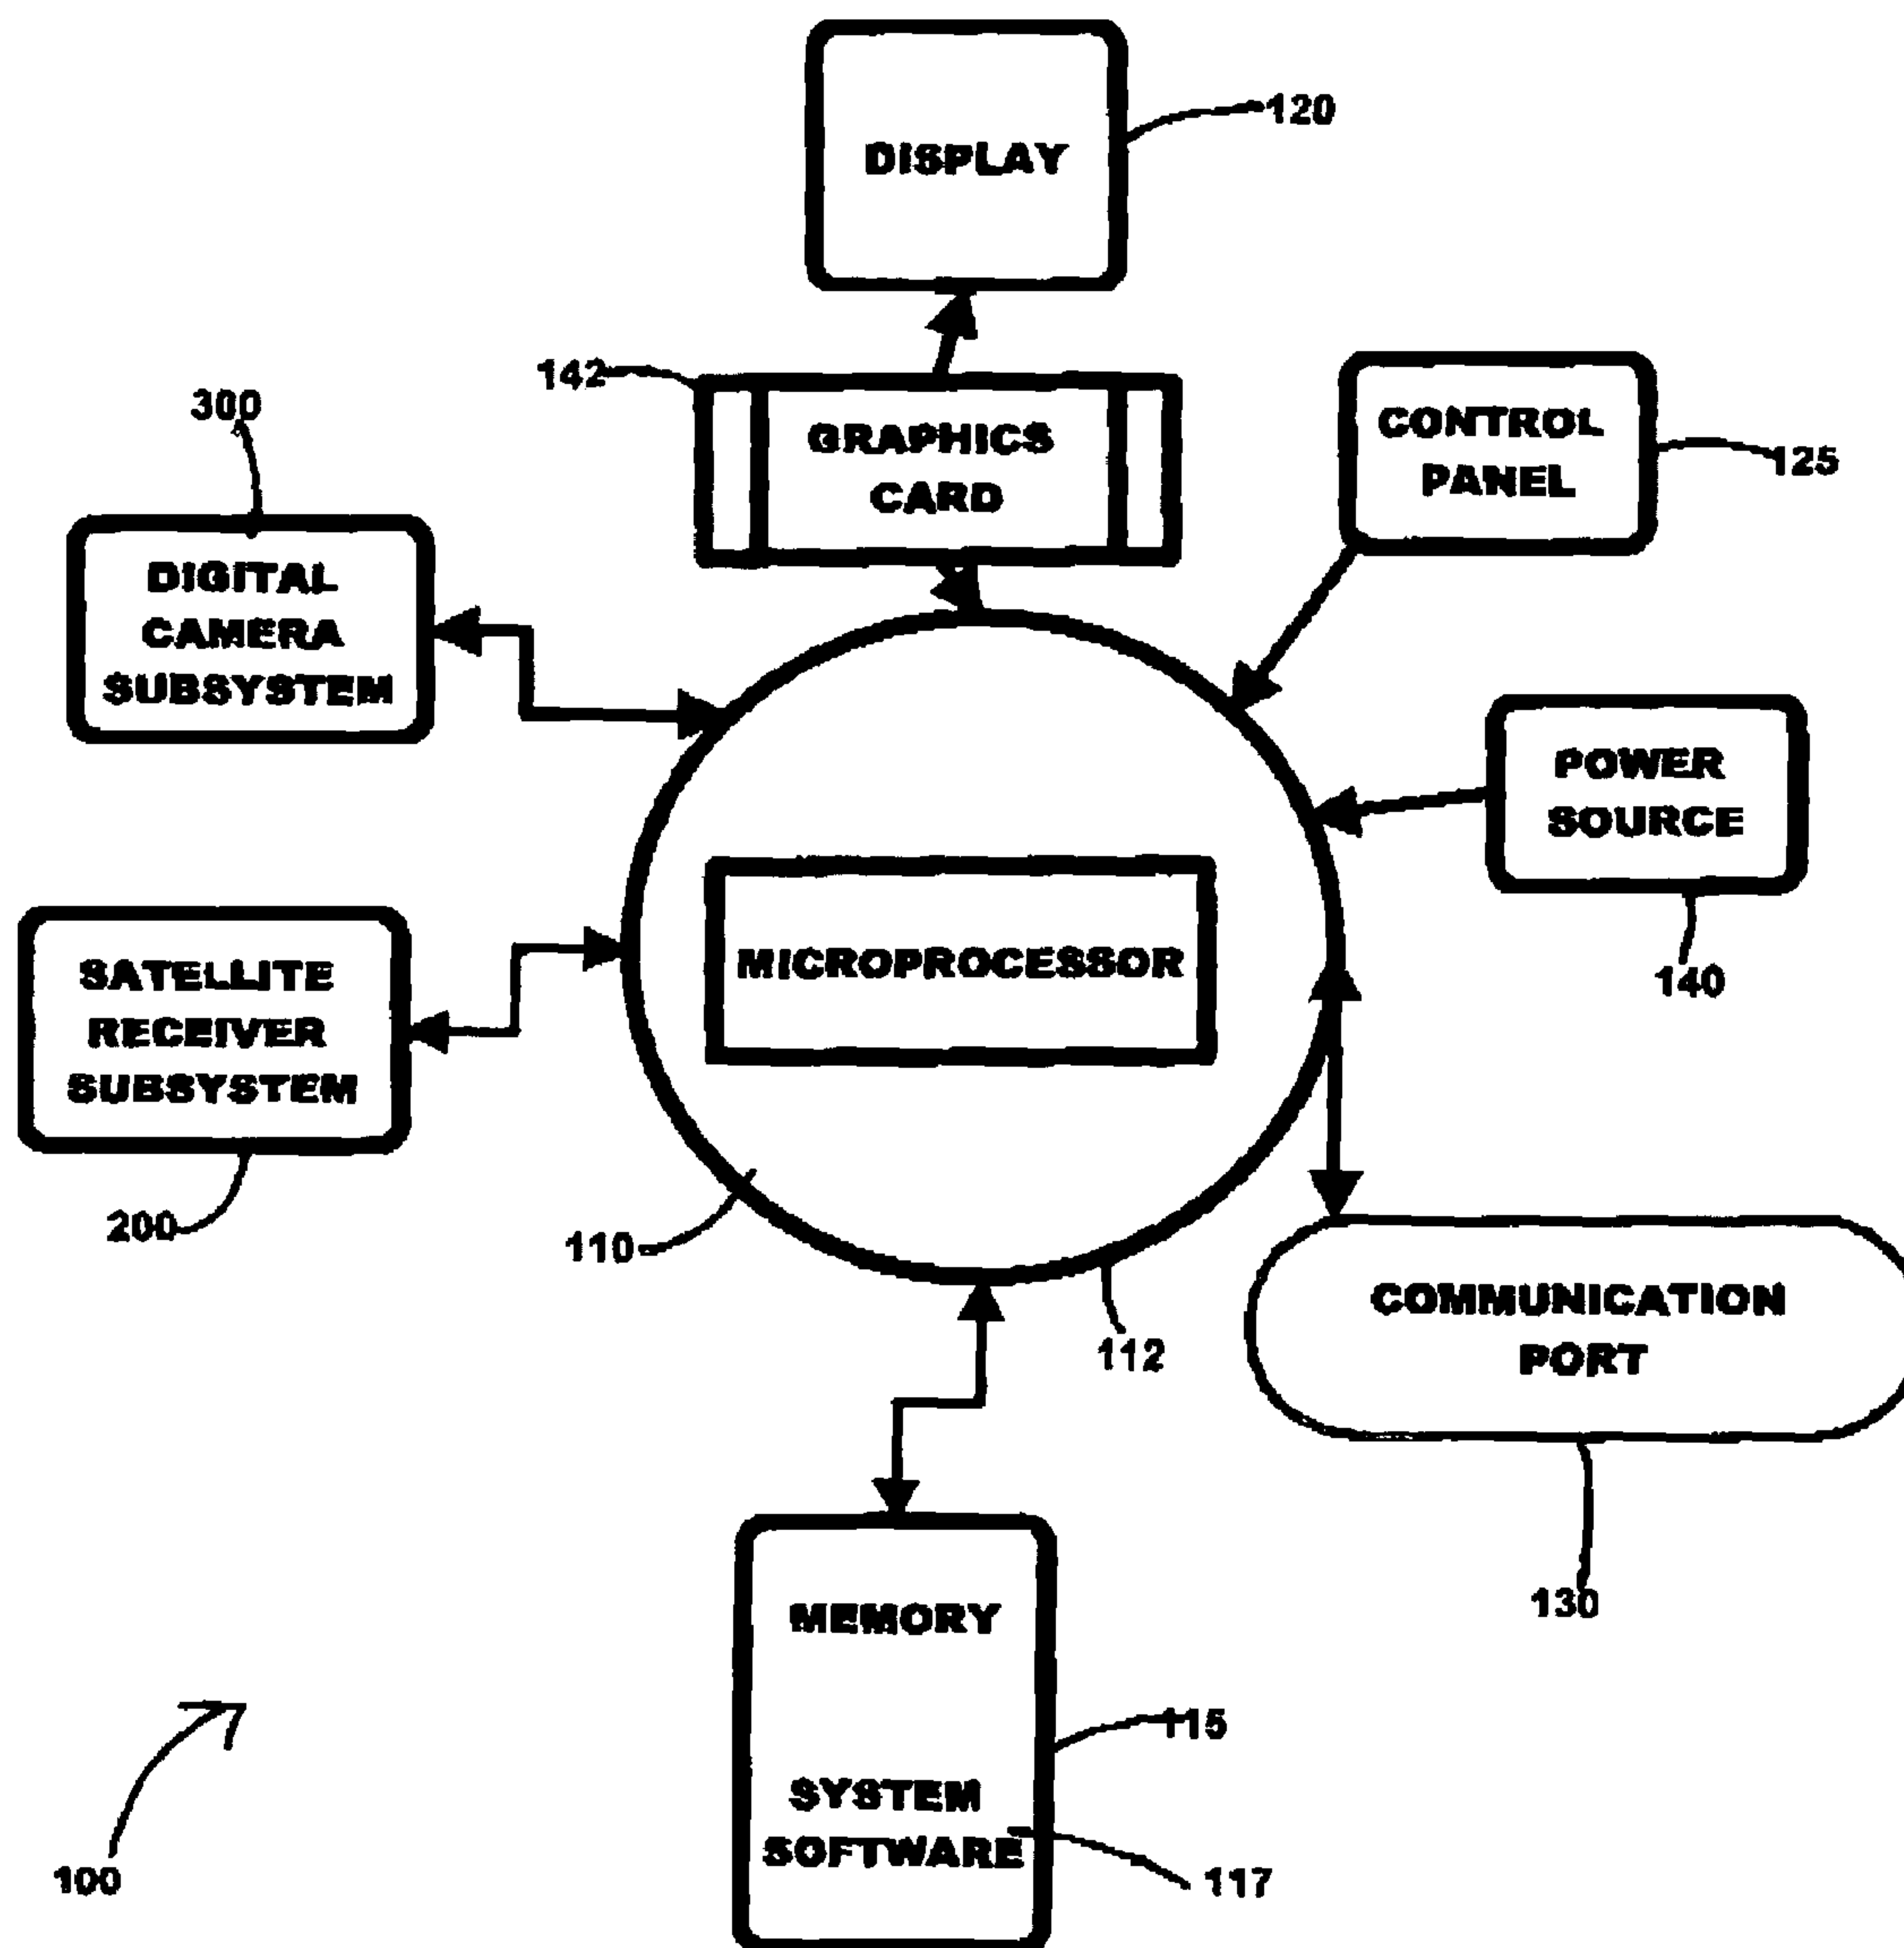 DISPLAY
120
142
GRAPHICS
CARD
CONTROL
PANEL
125
300
DIGITAL
CAMERA
SUBSYSTEM
POWER
SOURCE
140
MICROPROCESSOR
SATELLITE
RECEIVER
SUBSYSTEM
200
110
112
COMMUNICATION
PORT
130
MEMORY
115
SYSTEM
SOFTWARE
117
100